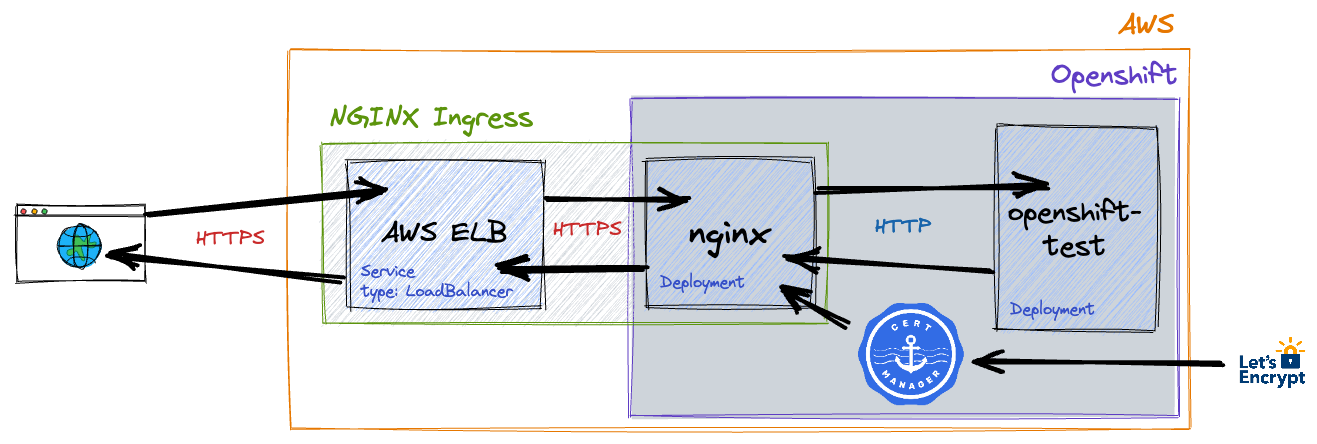 AWS
Openshift
NGINX Ingress
HTTPS
AWS ELB
Service
type: LoadBalancer
HTTPS
nginx
Deployment
HTTP
openshift-
test
Deployment
CERT
MANAGER
Let's
Encrypt